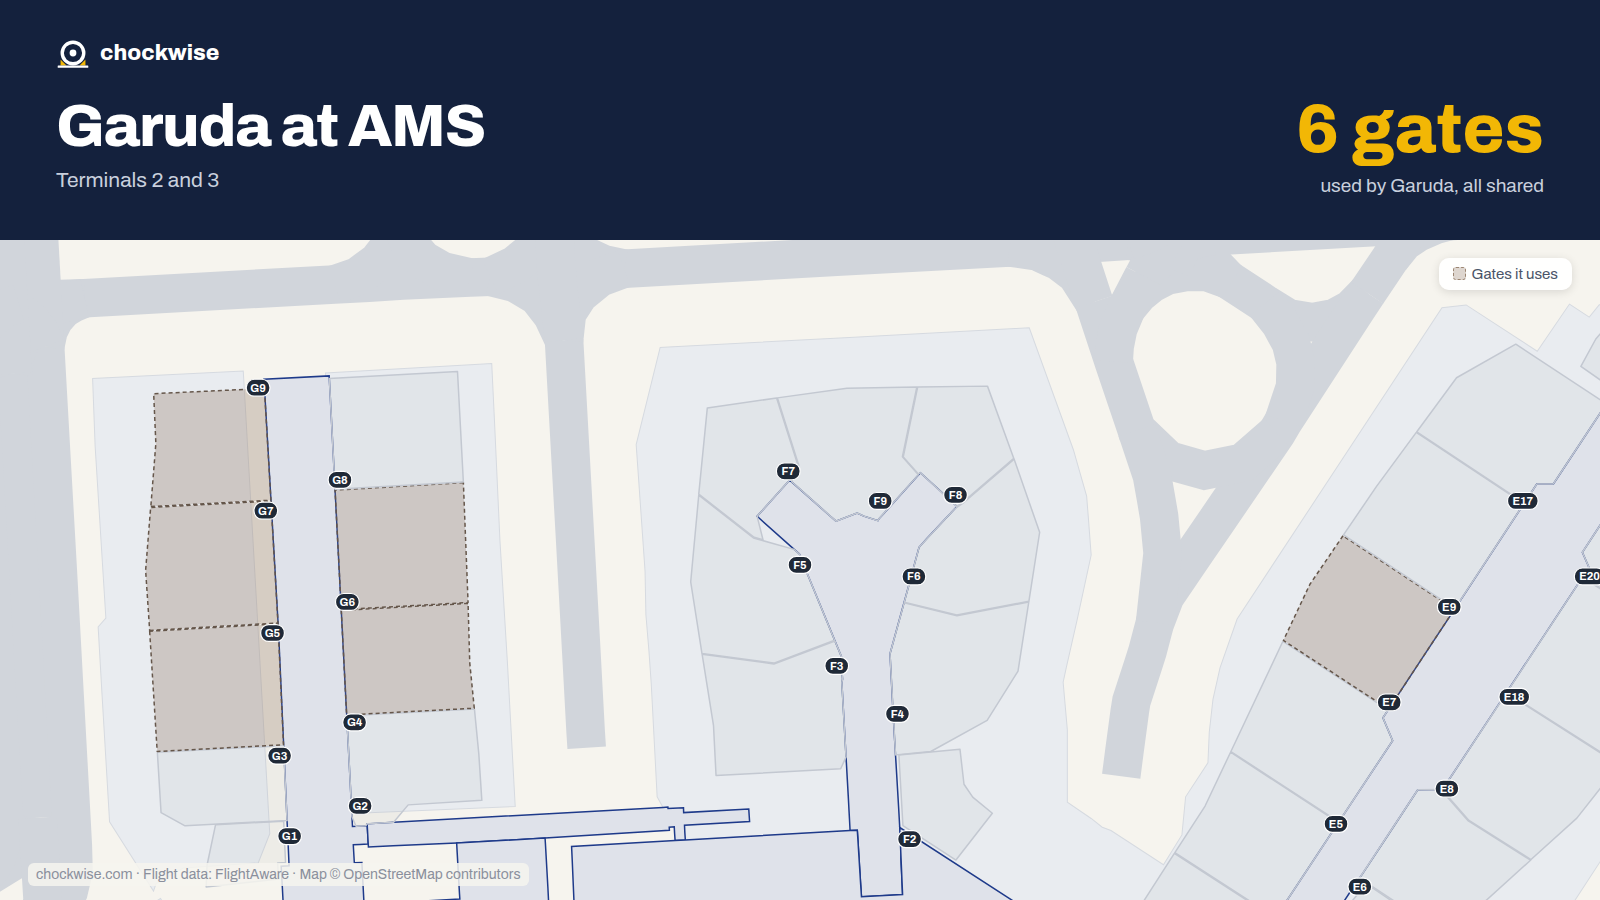 chockwise
Garuda at AMS
Terminals 2 and 3
6 gates
used by Garuda, all shared
Gates it uses
G9
G8
G7
G6
G5
G4
G3
G2
G1
F7
F9
F8
F5
F6
F3
F4
F2
E17
E20
E9
E7
E18
E8
E5
E6
chockwise.com · Flight data: FlightAware · Map © OpenStreetMap contributors